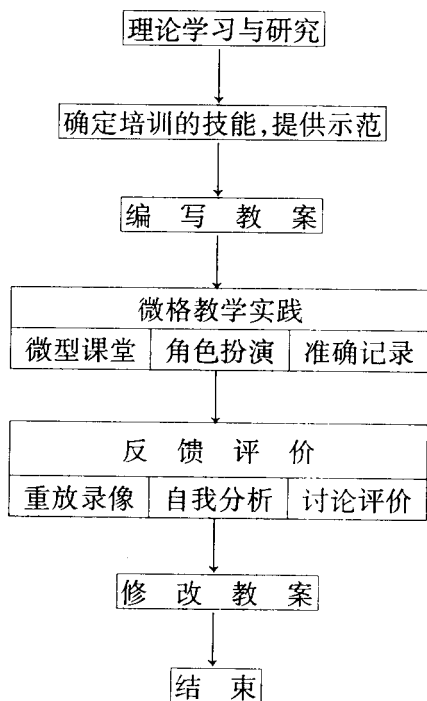 理论学习与研究
确定培训的技能,提供示范
编写教案
微格教学实践
微型课堂 角色扮演 准确记录
反馈评价
重放录像 自我分析 讨论评价
修改教案
结束